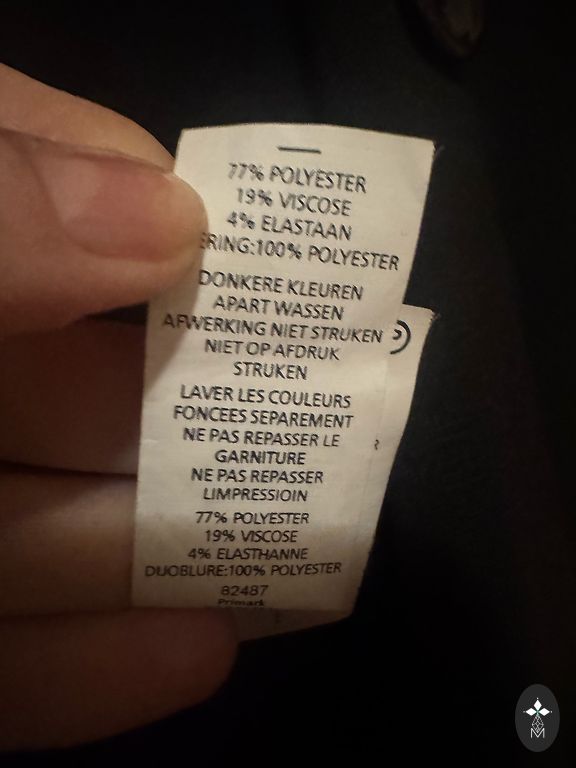 77% POLYESTER
19% VISCOSE
4% ELASTAAN
ERING:100% POLYESTER
DONKERE KLEUREN
APART WASSEN
AFWERKING NIET STRUKEN
NIET OP AFDRUK
STRUKEN
LAVER LES COULEURS
FONCEES SEPAREMENT
NE PAS REPASSER LE
GARNITURE
NE PAS REPASSER
LIMPRESSIOIN
77% POLYESTER
19% VISCOSE
4% ELASTHANNE
DUOBLURE:100% POLYESTER
82487
Primark
M